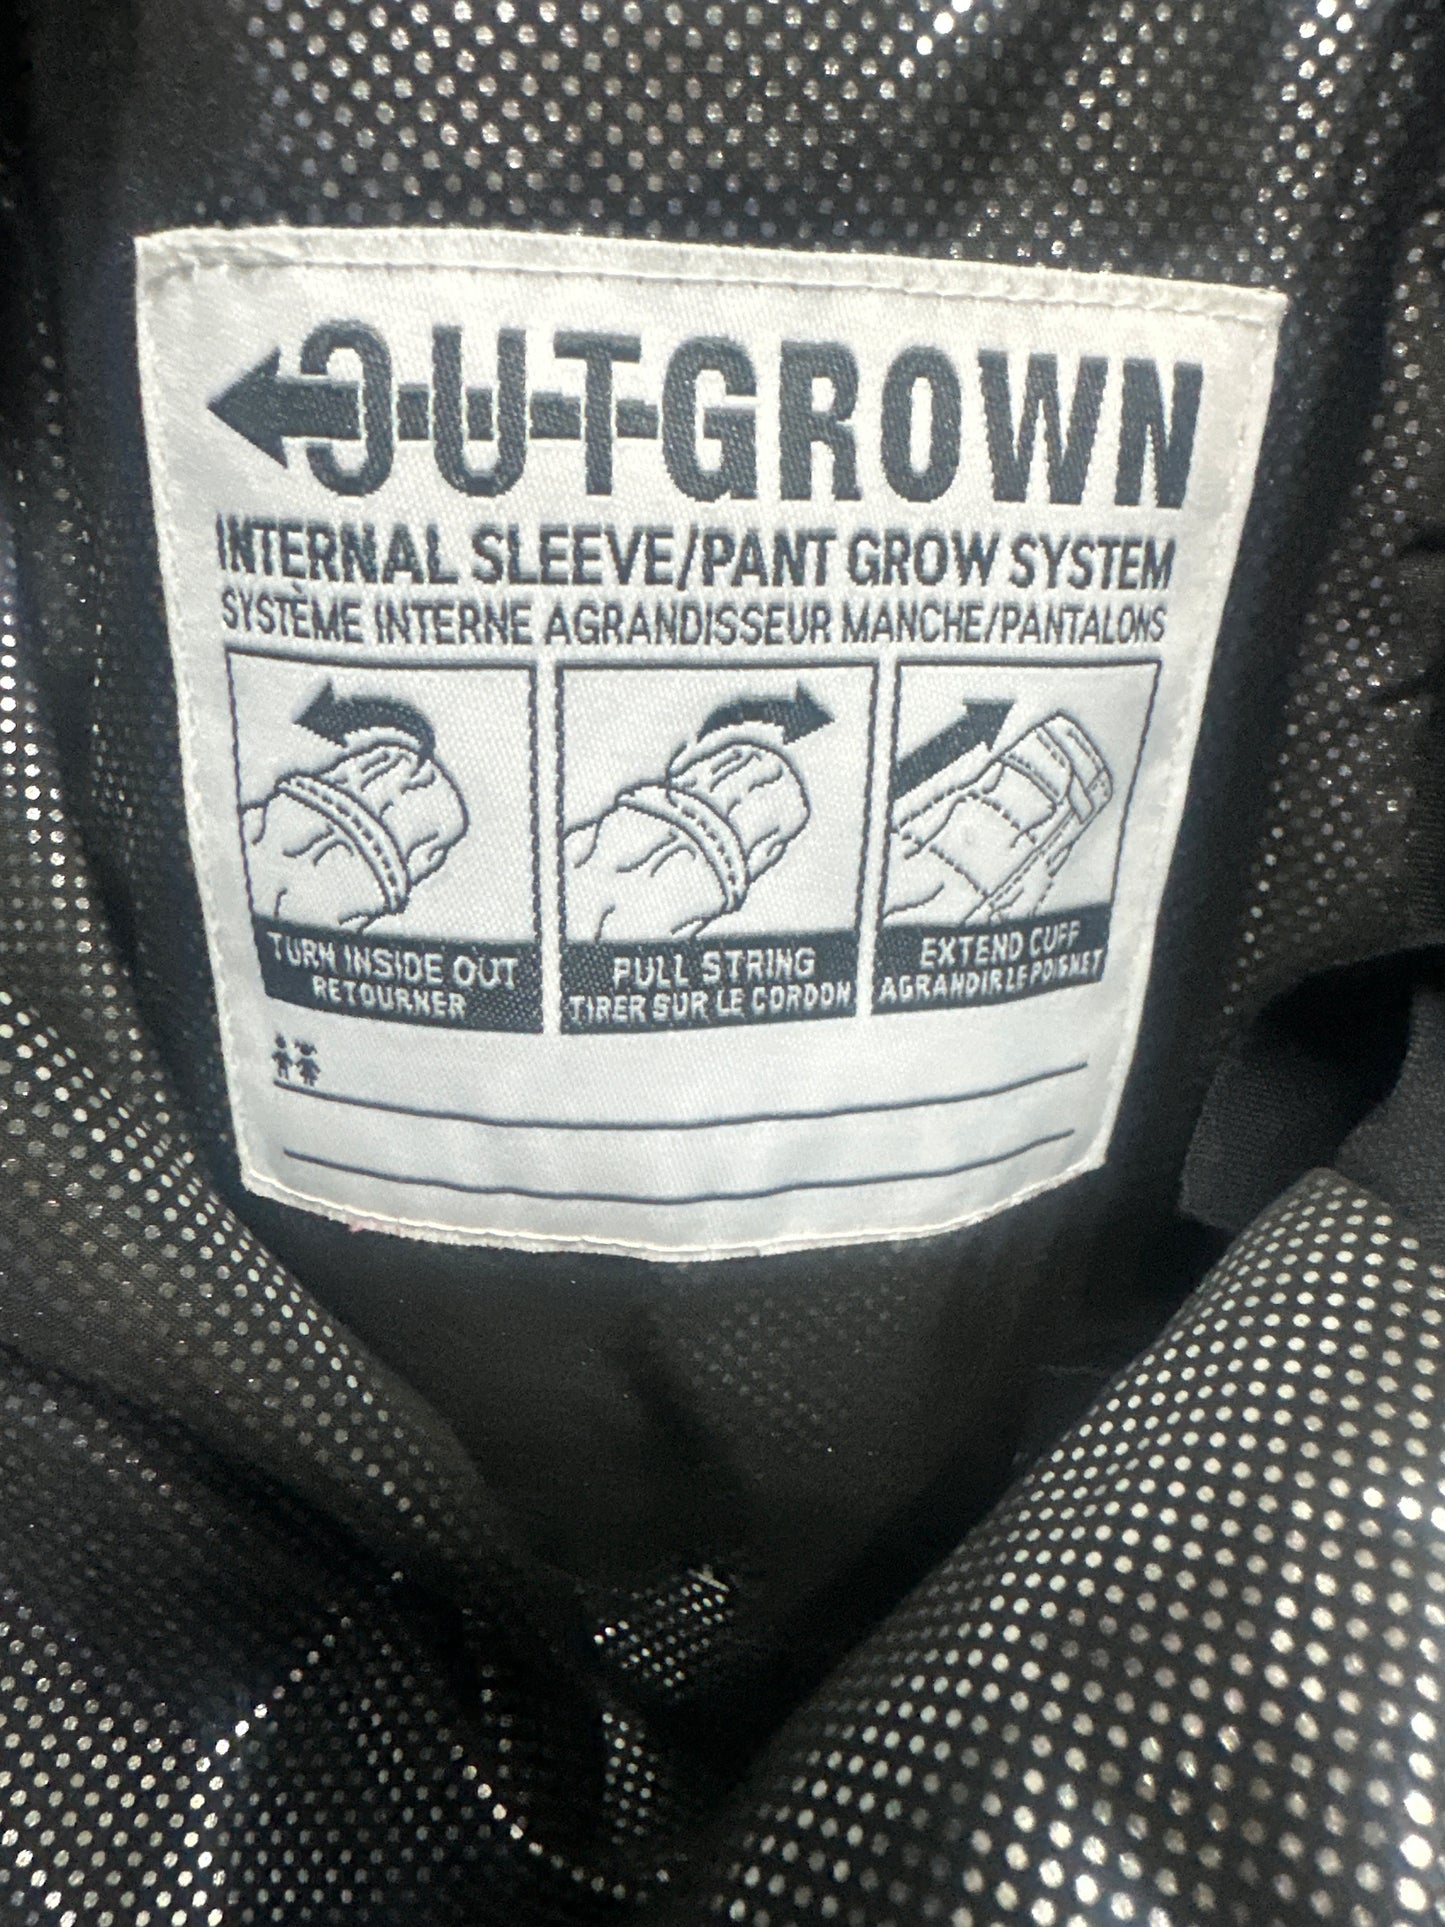 OUTGROWN
INTERNAL SLEEVE/PANT GROW SYSTEM
SYSTÈME INTERNE AGRANDISSEUR MANCHE/PANTALONS
TURN INSIDE OUT
RETOURNER
PULL STRING
TIRER SUR LE CORDON
EXTEND CUFF
AGRANDIR LE POIGNET